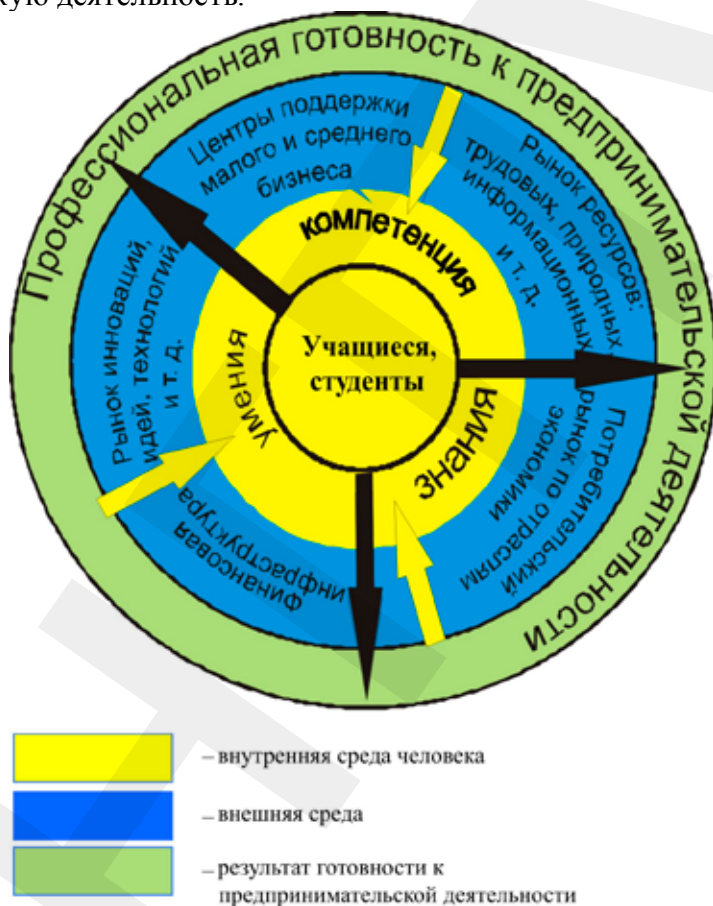 кую деятельность.
Профессиональная готовность к предпринимательской деятельности
Центры поддержки
малого и среднего
бизнеса
Рынок ресурсов:
трудовых, природных,
информационных
и т. д.
Рынок инноваций,
идей, технологий
и т. д.
компетенция
Учащиеся,
студенты
умения
знания
Потребительский
рынок по отраслям
экономики
Финансовая
инфраструктура
– внутренняя среда человека
– внешняя среда
– результат готовности к
предпринимательской деятельности